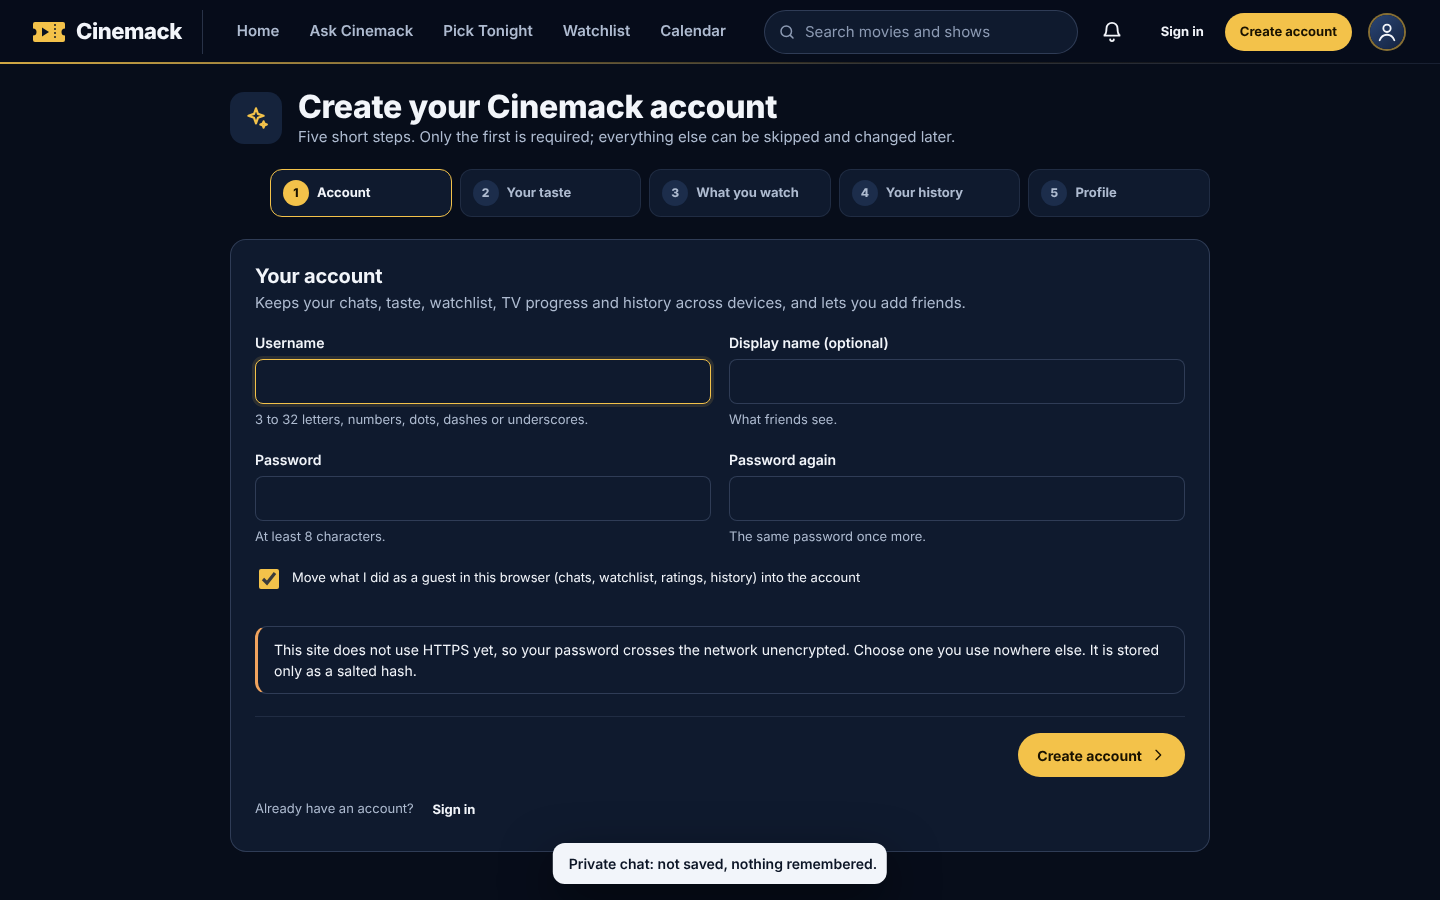 Cinemack
Home
Ask Cinemack
Pick Tonight
Watchlist
Calendar
Search movies and shows
Sign in
Create account
Create your Cinemack account
Five short steps. Only the first is required; everything else can be skipped and changed later.
1 Account
2 Your taste
3 What you watch
4 Your history
5 Profile
Your account
Keeps your chats, taste, watchlist, TV progress and history across devices, and lets you add friends.
Username
Display name (optional)
3 to 32 letters, numbers, dots, dashes or underscores.
What friends see.
Password
Password again
At least 8 characters.
The same password once more.
Move what I did as a guest in this browser (chats, watchlist, ratings, history) into the account
This site does not use HTTPS yet, so your password crosses the network unencrypted. Choose one you use nowhere else. It is stored
only as a salted hash.
Create account
Already have an account? Sign in
Private chat: not saved, nothing remembered.